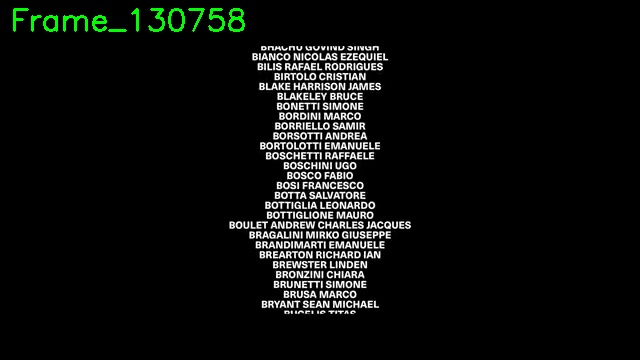 Frame_130758
BHACHU GOVIND SINGH
BIANCO NICOLAS EZEQUIEL
BILIS RAFAEL RODRIGUES
BIRTOLO CRISTIAN
BLAKE HARRISON JAMES
BLAKELEY BRUCE
BONETTI SIMONE
BORDINI MARCO
BORRIELLO SAMIR
BORSOTTI ANDREA
BORTOLOTTI EMANUELE
BOSCHETTI RAFFAELE
BOSCHINI UGO
BOSCO FABIO
BOSI FRANCESCO
BOTTA SALVATORE
BOTTIGLIA LEONARDO
BOTTIGLIONE MAURO
BOULET ANDREW CHARLES JACQUES
BRAGALINI MIRKO GIUSEPPE
BRANDIMARTI EMANUELE
BREARTON RICHARD IAN
BREWSTER LINDEN
BRONZINI CHIARA
BRUNETTI SIMONE
BRUSA MARCO
BRYANT SEAN MICHAEL